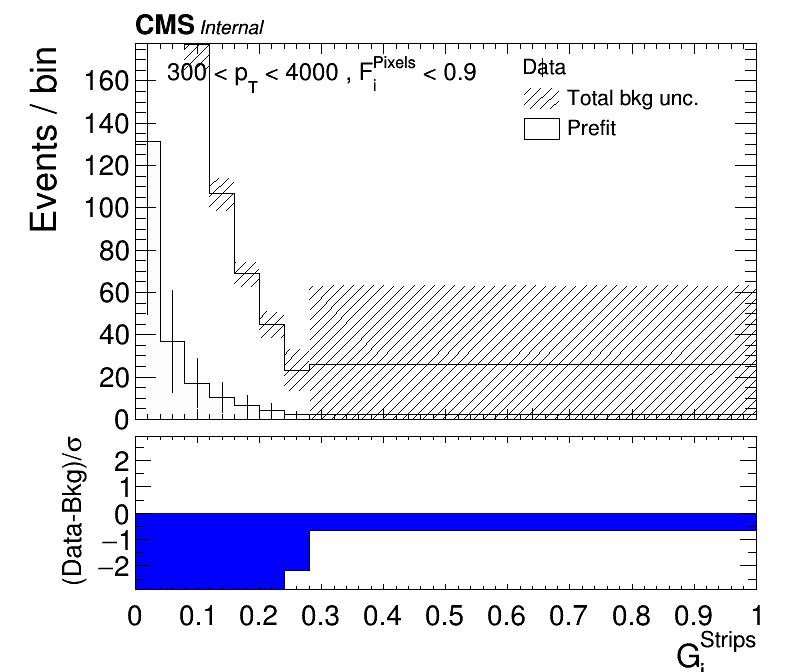 CMS Internal
Events / bin
160
140
120
100
80
60
40
20
0
300 < p_T < 4000 , F_i^Pixels < 0.9
Data
Total bkg unc.
Prefit
(Data-Bkg)/σ
2
1
0
−1
−2
0 0.1 0.2 0.3 0.4 0.5 0.6 0.7 0.8 0.9 1
G_i^Strips